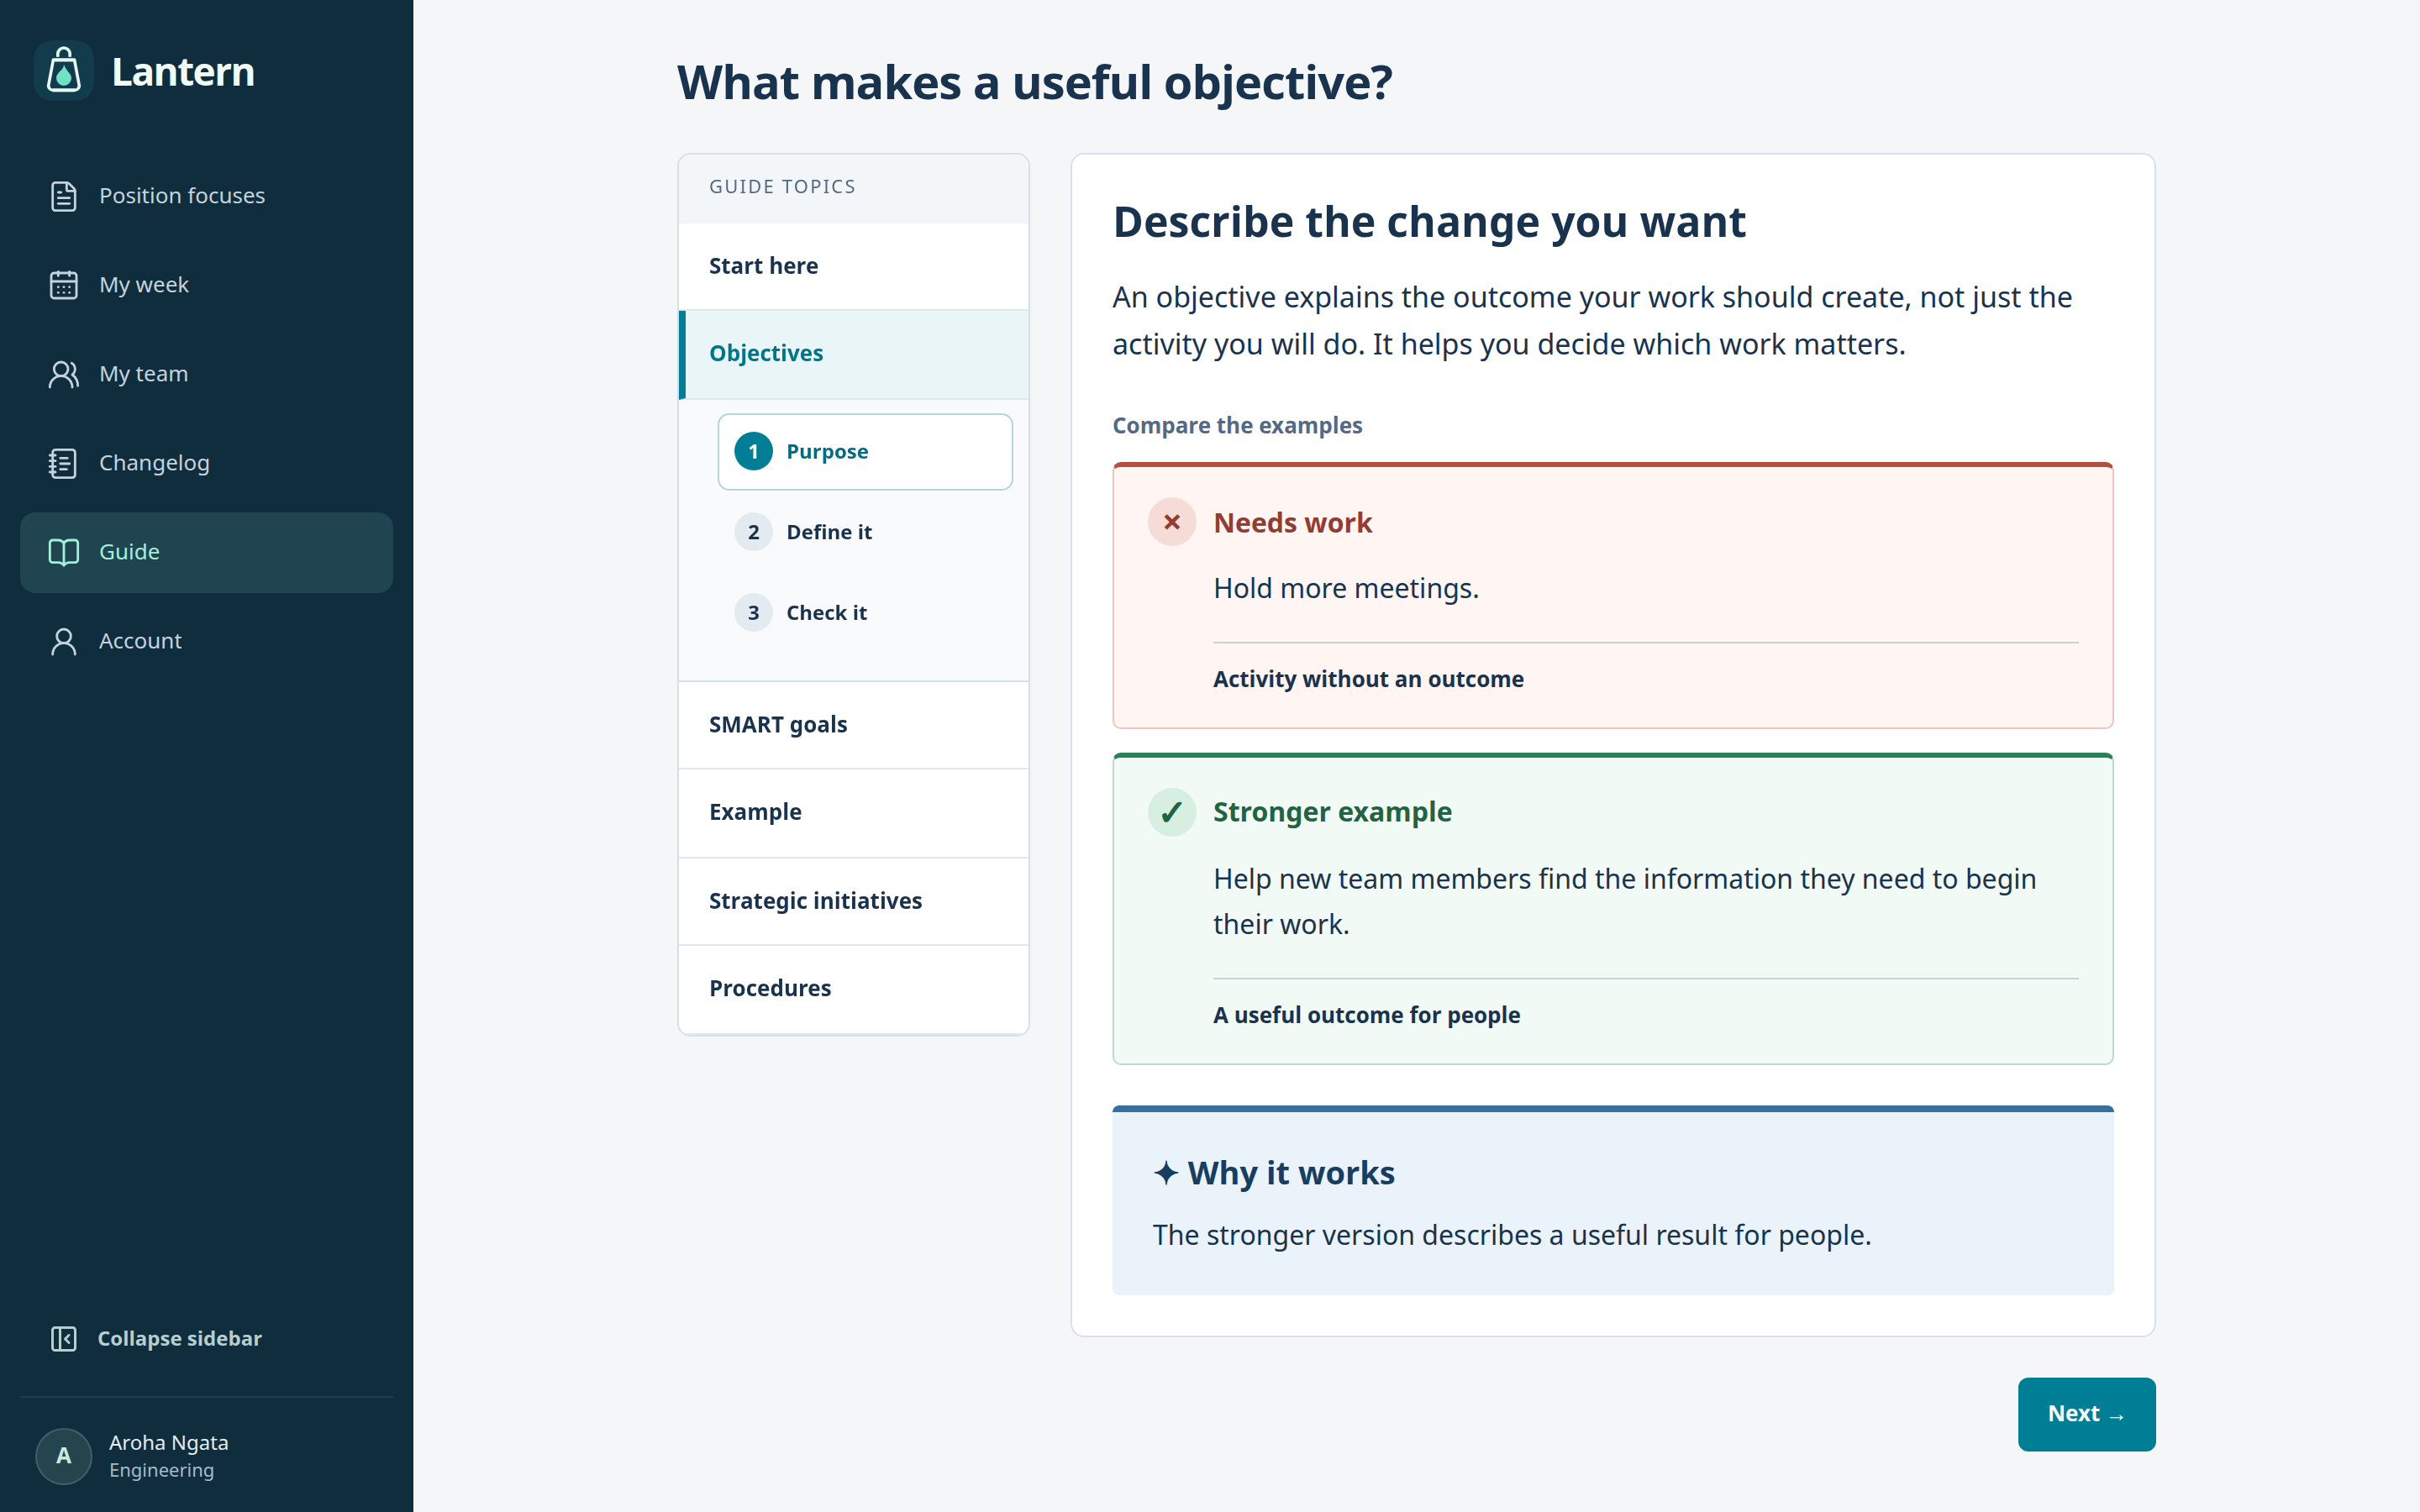 Lantern
Position focuses
My week
My team
Changelog
Guide
Account
Collapse sidebar
A
Aroha Ngata
Engineering
What makes a useful objective?
GUIDE TOPICS
Start here
Objectives
1 Purpose
2 Define it
3 Check it
SMART goals
Example
Strategic initiatives
Procedures
Describe the change you want
An objective explains the outcome your work should create, not just the
activity you will do. It helps you decide which work matters.
Compare the examples
× Needs work
Hold more meetings.
Activity without an outcome
✓ Stronger example
Help new team members find the information they need to begin
their work.
A useful outcome for people
✦ Why it works
The stronger version describes a useful result for people.
Next →